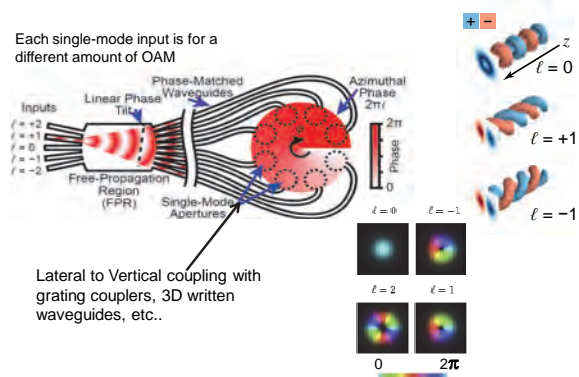 Each single-mode input is for a
different amount of OAM
Phase-Matched
Waveguides
Azimuthal
Phase
2πℓ
Linear Phase
Tilt
Inputs
ℓ = +2
ℓ = +1
ℓ = 0
ℓ = −1
ℓ = −2
Free-Propagation
Region
(FPR)
Single-Mode
Apertures
2π
Phase
0
Lateral to Vertical coupling with
grating couplers, 3D written
waveguides, etc..
+ −
z
ℓ = 0
ℓ = +1
ℓ = −1
ℓ = 0
ℓ = −1
ℓ = 2
ℓ = 1
0 2π